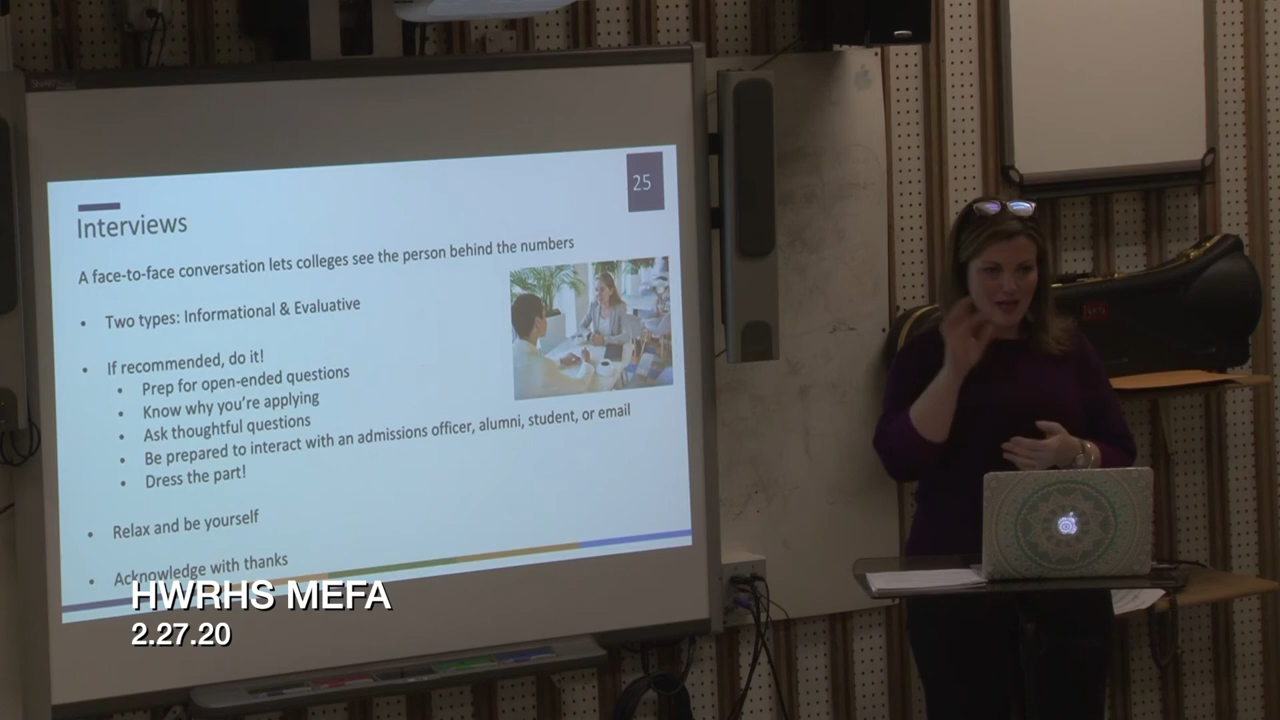 25
Interviews
A face-to-face conversation lets colleges see the person behind the numbers
• Two types: Informational & Evaluative
• If recommended, do it!
• Prep for open-ended questions
• Know why you're applying
• Ask thoughtful questions
• Be prepared to interact with an admissions officer, alumni, student, or email
• Dress the part!
• Relax and be yourself
• Acknowledge with thanks
HWRHS MEFA
2.27.20